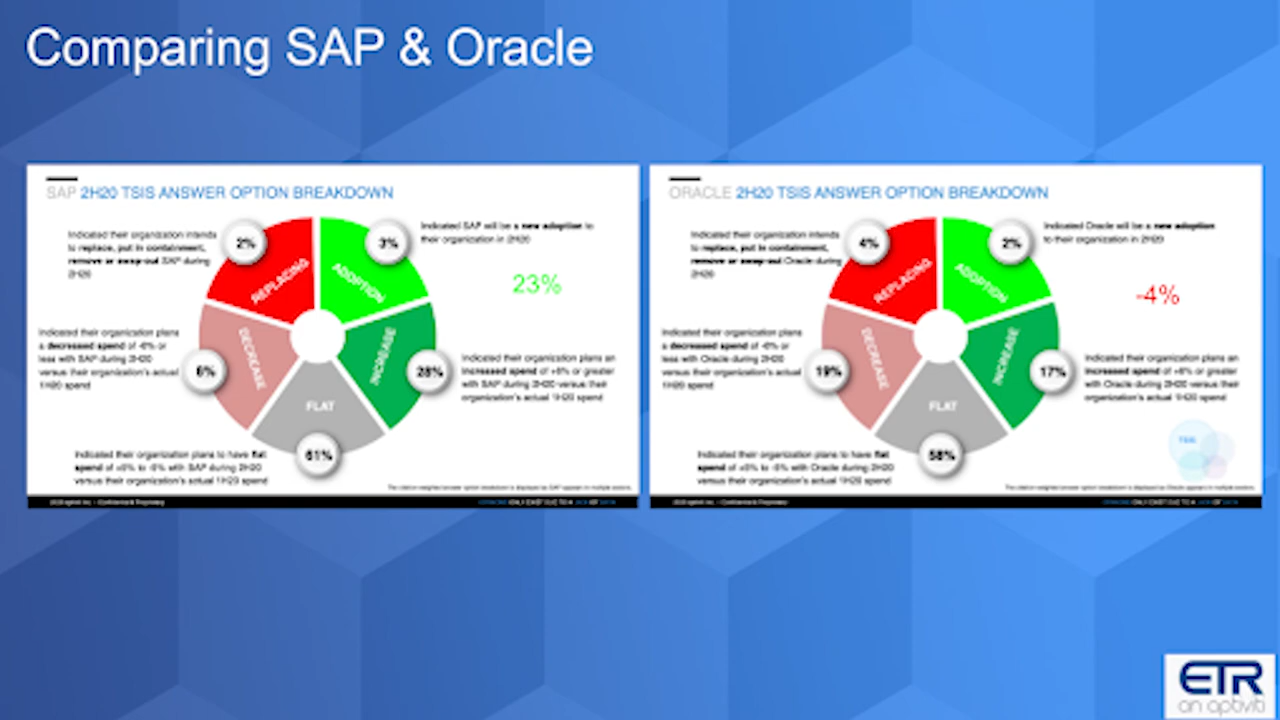 Comparing SAP & Oracle
SAP 2H20 TSIS ANSWER OPTION BREAKDOWN
Indicated their organization intends
to replace, put in containment,
remove or swap-out SAP during
2H20
2%
3%
Indicated SAP will be a new adoption to
their organization in 2H20
REPLACING
ADOPTION
23%
Indicated their organization plans
a decreased spend of -6% or
less with SAP during 2H20
versus their organization's actual
1H20 spend
6%
DECREASE
INCREASE
28%
Indicated their organization plans an
increased spend of +6% or greater
with SAP during 2H20 versus their
organization's actual 1H20 spend
FLAT
61%
Indicated their organization plans to have flat
spend of +5% to -5% with SAP during 2H20
versus their organization's actual 1H20 spend
ORACLE 2H20 TSIS ANSWER OPTION BREAKDOWN
Indicated their organization intends
to replace, put in containment,
remove or swap-out Oracle during
2H20
4%
2%
Indicated Oracle will be a new adoption
to their organization in 2H20
REPLACING
ADOPTION
-4%
Indicated their organization plans
a decreased spend of -6% or
less with Oracle during 2H20
versus their organization's actual
1H20 spend
19%
DECREASE
INCREASE
17%
Indicated their organization plans an
increased spend of +6% or greater
with Oracle during 2H20 versus their
organization's actual 1H20 spend
FLAT
58%
Indicated their organization plans to have flat
spend of +5% to -5% with Oracle during 2H20
versus their organization's actual 1H20 spend
ETR
an aptiviti